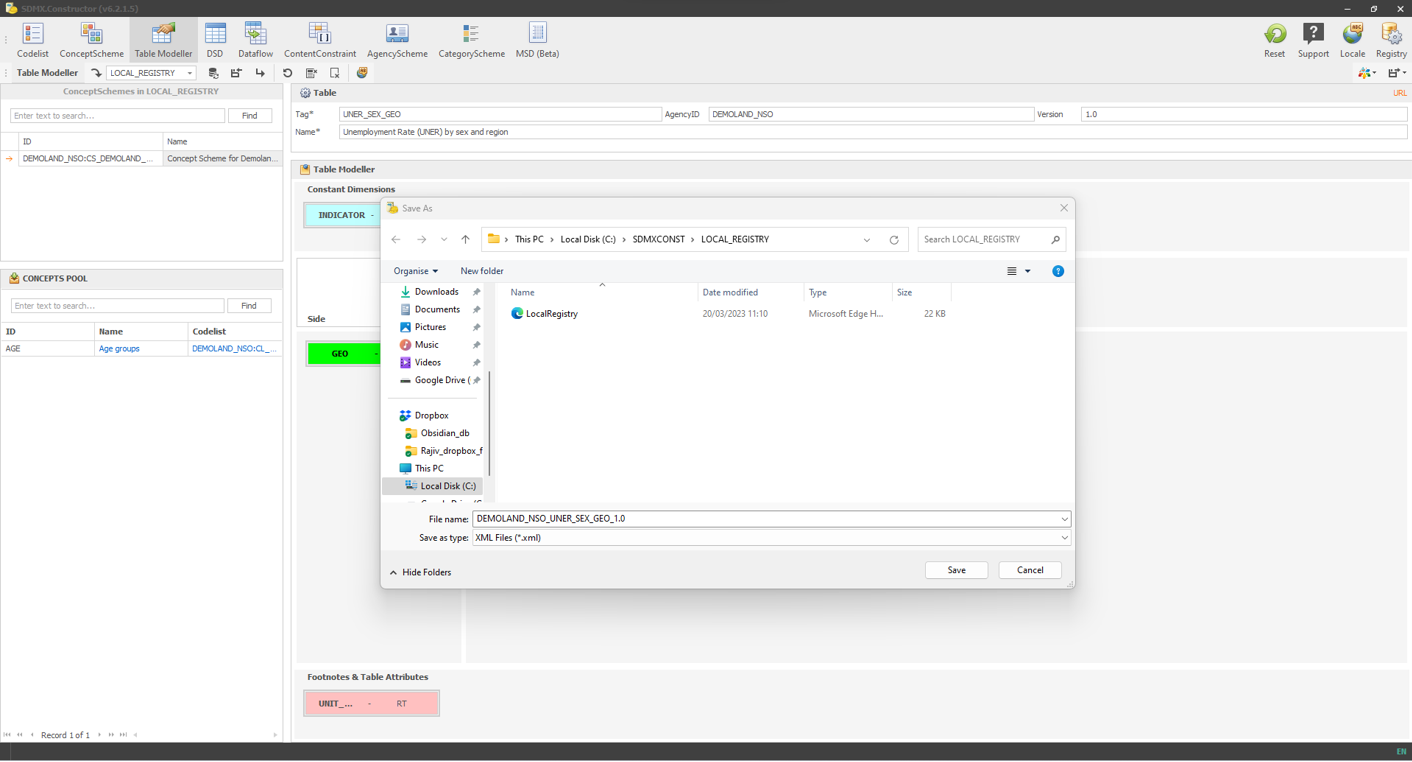 SDMX.Constructor (v6.2.1.5)
Codelist
ConceptScheme
Table Modeller
DSD
Dataflow
ContentConstraint
AgencyScheme
CategoryScheme
MSD (Beta)
Reset
Support
Locale
Registry
Table Modeller
LOCAL_REGISTRY
ConceptSchemes in LOCAL_REGISTRY
Enter text to search...
Find
ID Name
DEMOLAND_NSO:CS_DEMOLAND_... Concept Scheme for Demolan...
CONCEPTS POOL
Enter text to search...
Find
ID Name Codelist
AGE Age groups DEMOLAND_NSO:CL_...
Record 1 of 1
Table
URL
Tag* UNER_SEX_GEO AgencyID DEMOLAND_NSO Version 1.0
Name* Unemployment Rate (UNER) by sex and region
Table Modeller
Constant Dimensions
INDICATOR -
Side
GEO -
Footnotes & Table Attributes
UNIT_... - RT
Save As
This PC > Local Disk (C:) > SDMXCONST > LOCAL_REGISTRY
Search LOCAL_REGISTRY
Organise New folder
?
Downloads
Documents
Pictures
Music
Videos
Google Drive (
Dropbox
Obsidian_db
Rajiv_dropbox_f
This PC
Local Disk (C:)
Name Date modified Type Size
LocalRegistry 20/03/2023 11:10 Microsoft Edge H... 22 KB
File name: DEMOLAND_NSO_UNER_SEX_GEO_1.0
Save as type: XML Files (*.xml)
Hide Folders
Save
Cancel
EN